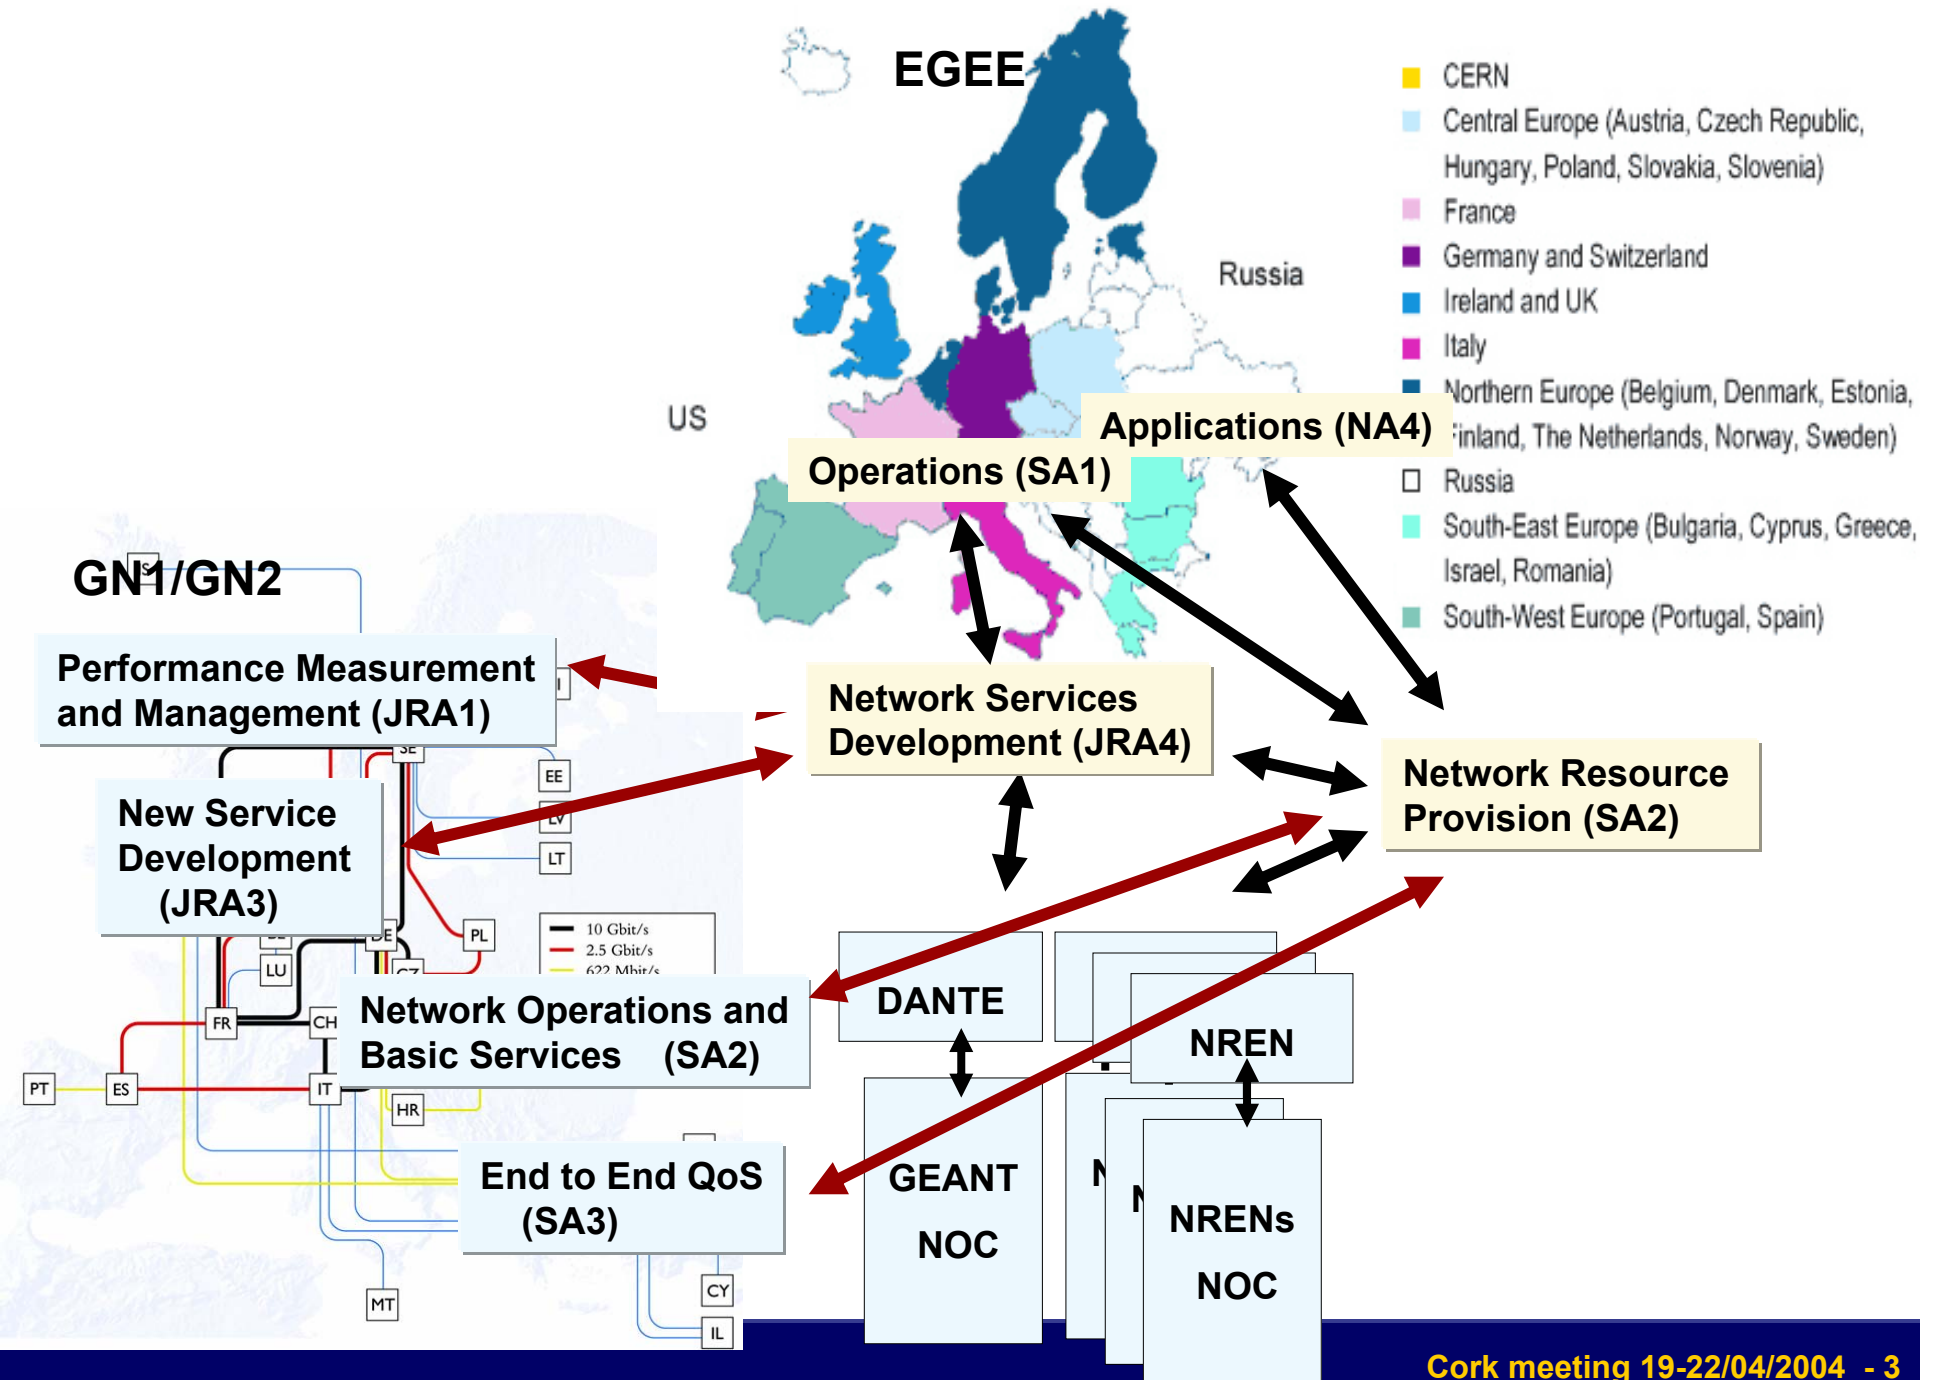 EGEE
CERN
Central Europe (Austria, Czech Republic,
Hungary, Poland, Slovakia, Slovenia)
France
Germany and Switzerland
Ireland and UK
Italy
Northern Europe (Belgium, Denmark, Estonia,
Finland, The Netherlands, Norway, Sweden)
Russia
South-East Europe (Bulgaria, Cyprus, Greece,
Israel, Romania)
South-West Europe (Portugal, Spain)
Russia
US
Applications (NA4)
Operations (SA1)
GN1/GN2
Performance Measurement
and Management (JRA1)
Network Services
Development (JRA4)
Network Resource
Provision (SA2)
New Service
Development
(JRA3)
SE
EE
LV
LT
PL
DE
CZ
LU
FR
CH
10 Gbit/s
2.5 Gbit/s
622 Mbit/s
Network Operations and
Basic Services (SA2)
PT
ES
IT
HR
End to End QoS
(SA3)
MT
CY
IL
DANTE
NREN
GEANT
NOC
N
N
NRENs
NOC
Cork meeting 19-22/04/2004 - 3